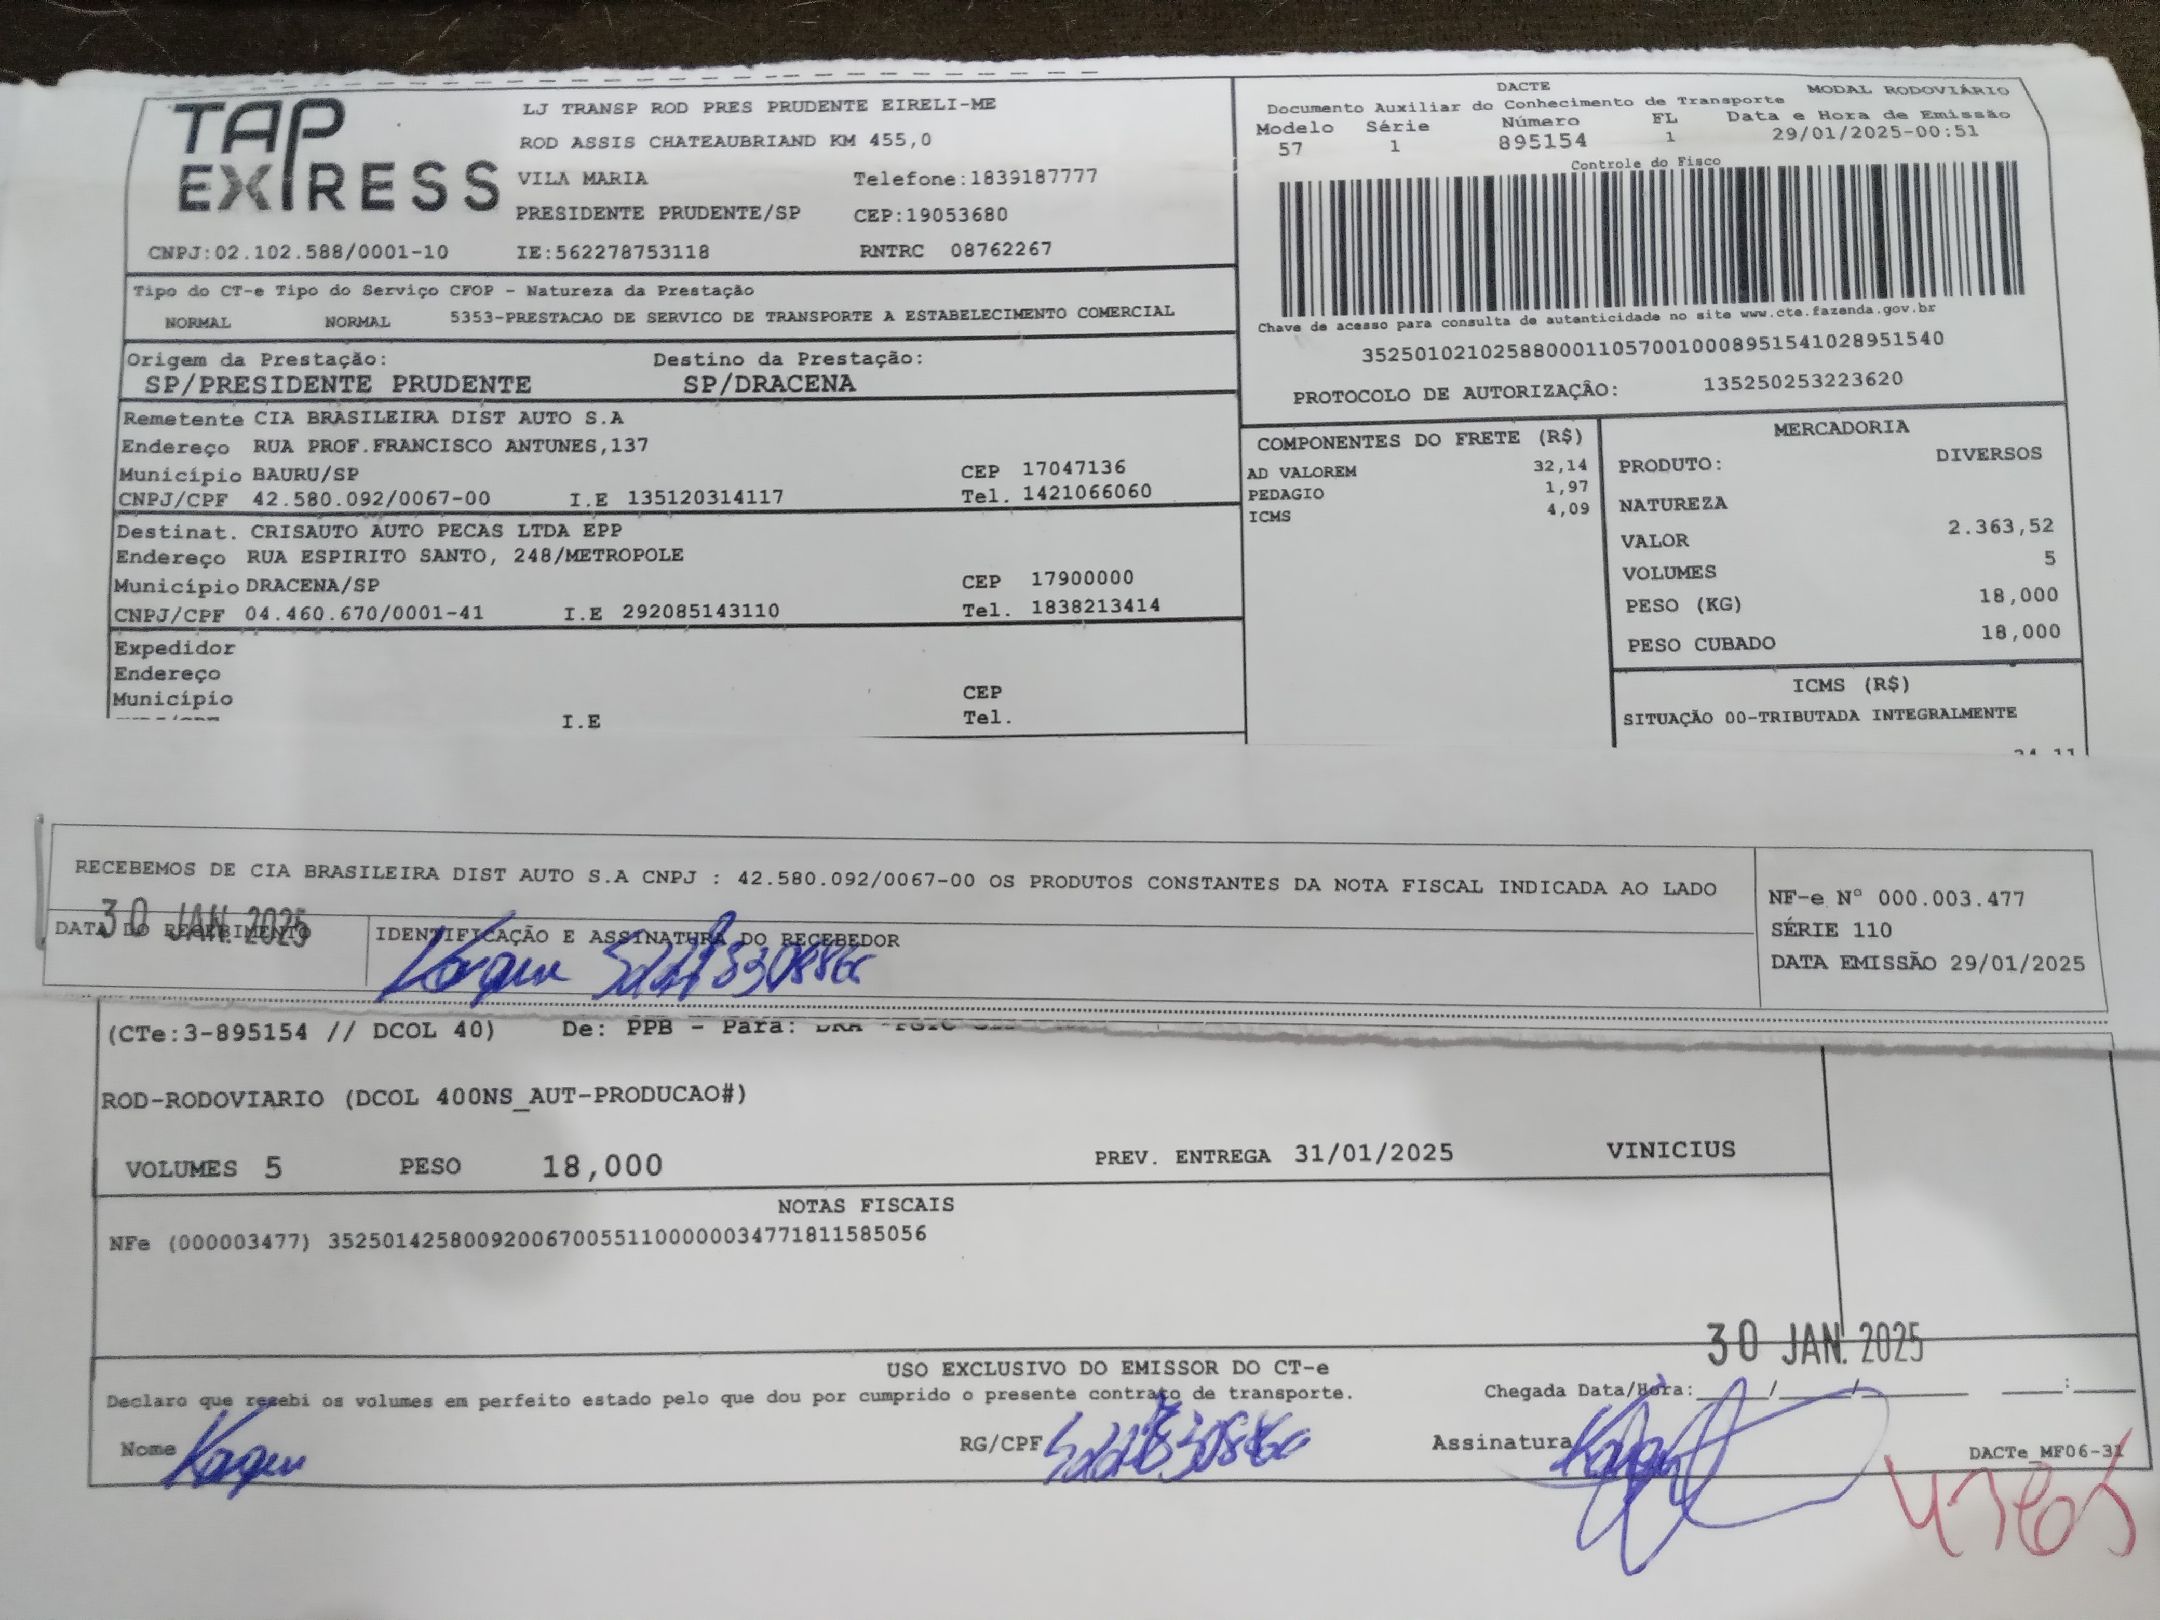 TAP
EXPRESS
LJ TRANSP ROD PRES PRUDENTE EIRELI-ME
ROD ASSIS CHATEAUBRIAND KM 455,0
VILA MARIA Telefone:1839187777
PRESIDENTE PRUDENTE/SP CEP:19053680
CNPJ:02.102.588/0001-10 IE:562278753118 RNTRC 08762267
DACTE MODAL RODOVIÁRIO
Documento Auxiliar do Conhecimento de Transporte
Modelo Série Número FL Data e Hora de Emissão
57 1 895154 1 29/01/2025-00:51
Controle do Fisco
Chave de acesso para consulta de autenticidade no site www.cte.fazenda.gov.br
35250102102588000110570010008951541028951540
PROTOCOLO DE AUTORIZAÇÃO: 135250253223620
Tipo do CT-e Tipo do Serviço CFOP - Natureza da Prestação
NORMAL NORMAL 5353-PRESTACAO DE SERVICO DE TRANSPORTE A ESTABELECIMENTO COMERCIAL
Origem da Prestação: Destino da Prestação:
SP/PRESIDENTE PRUDENTE SP/DRACENA
Remetente CIA BRASILEIRA DIST AUTO S.A
Endereço RUA PROF.FRANCISCO ANTUNES,137
Município BAURU/SP CEP 17047136
CNPJ/CPF 42.580.092/0067-00 I.E 135120314117 Tel. 1421066060
Destinat. CRISAUTO AUTO PECAS LTDA EPP
Endereço RUA ESPIRITO SANTO, 248/METROPOLE
Município DRACENA/SP CEP 17900000
CNPJ/CPF 04.460.670/0001-41 I.E 292085143110 Tel. 1838213414
Expedidor
Endereço
Município CEP
I.E Tel.
COMPONENTES DO FRETE (R$)
AD VALOREM 32,14
PEDAGIO 1,97
ICMS 4,09
MERCADORIA
PRODUTO: DIVERSOS
NATUREZA
VALOR 2.363,52
VOLUMES 5
PESO (KG) 18,000
PESO CUBADO 18,000
ICMS (R$)
SITUAÇÃO 00-TRIBUTADA INTEGRALMENTE
RECEBEMOS DE CIA BRASILEIRA DIST AUTO S.A CNPJ : 42.580.092/0067-00 OS PRODUTOS CONSTANTES DA NOTA FISCAL INDICADA AO LADO
30 JAN. 2025
DATA DO RECEBIMENTO IDENTIFICAÇÃO E ASSINATURA DO RECEBEDOR
NF-e Nº 000.003.477
SÉRIE 110
DATA EMISSÃO 29/01/2025
(CTe:3-895154 // DCOL 40) De: PPB - Para: DRA
ROD-RODOVIARIO (DCOL 400NS_AUT-PRODUCAO#)
VOLUMES 5 PESO 18,000 PREV. ENTREGA 31/01/2025 VINICIUS
NOTAS FISCAIS
NFe (000003477) 35250142580092006700551100000034771811585056
30 JAN. 2025
USO EXCLUSIVO DO EMISSOR DO CT-e
Declaro que resebi os volumes em perfeito estado pelo que dou por cumprido o presente contrato de transporte. Chegada Data/Hora:____/____/______ ____:____
Nome RG/CPF Assinatura DACTe_MF06-31